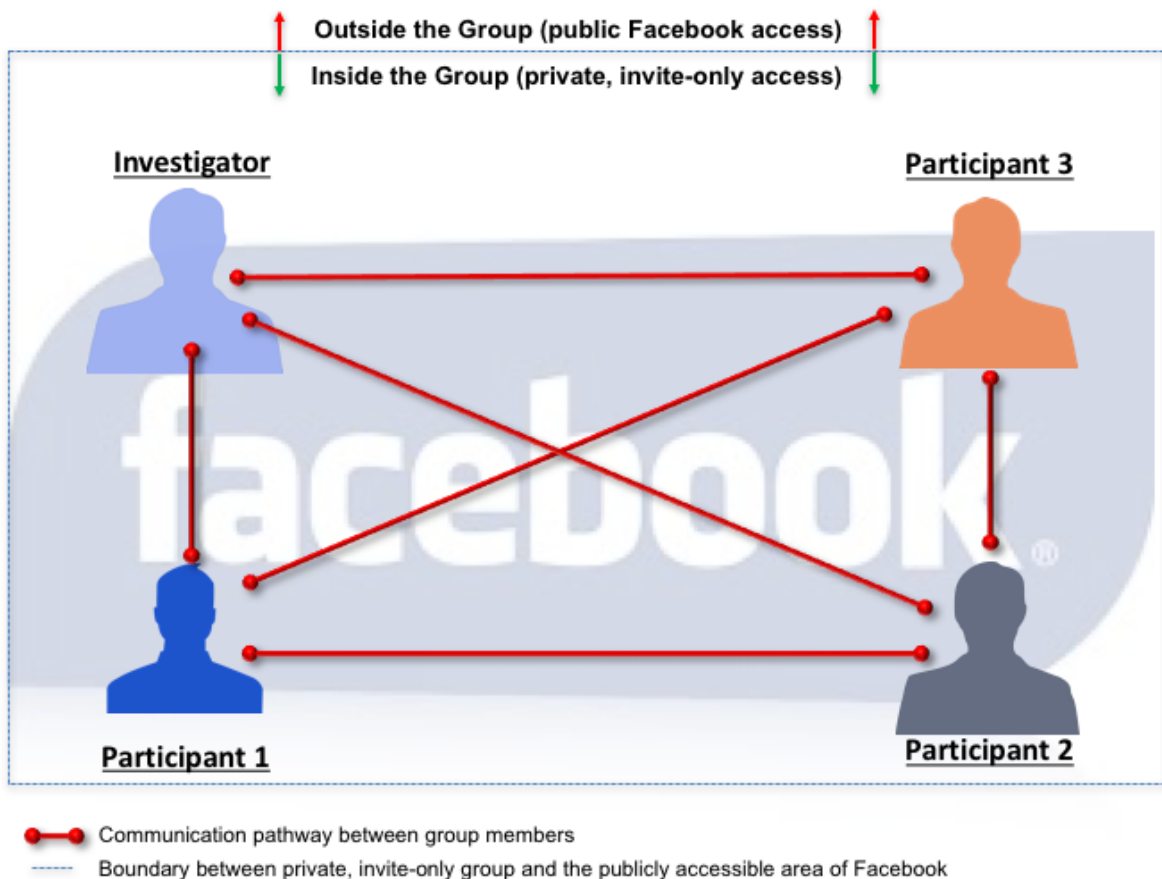 Outside the Group (public Facebook access)
Inside the Group (private, invite-only access)
Investigator
Participant 3
facebook®
Participant 1
Participant 2
Communication pathway between group members
Boundary between private, invite-only group and the publicly accessible area of Facebook